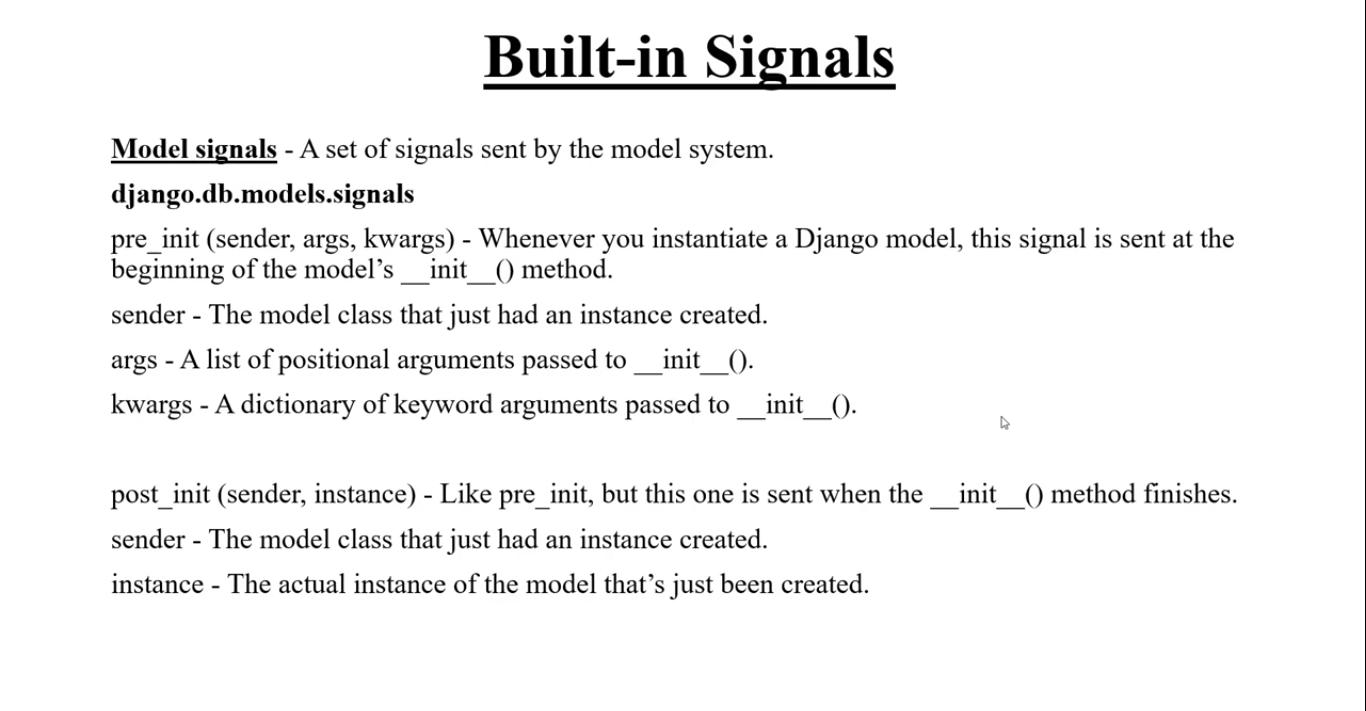 Built-in Signals
Model signals - A set of signals sent by the model system.
django.db.models.signals
pre_init (sender, args, kwargs) - Whenever you instantiate a Django model, this signal is sent at the
beginning of the model’s __init__() method.
sender - The model class that just had an instance created.
args - A list of positional arguments passed to __init__().
kwargs - A dictionary of keyword arguments passed to __init__().
post_init (sender, instance) - Like pre_init, but this one is sent when the __init__() method finishes.
sender - The model class that just had an instance created.
instance - The actual instance of the model that’s just been created.